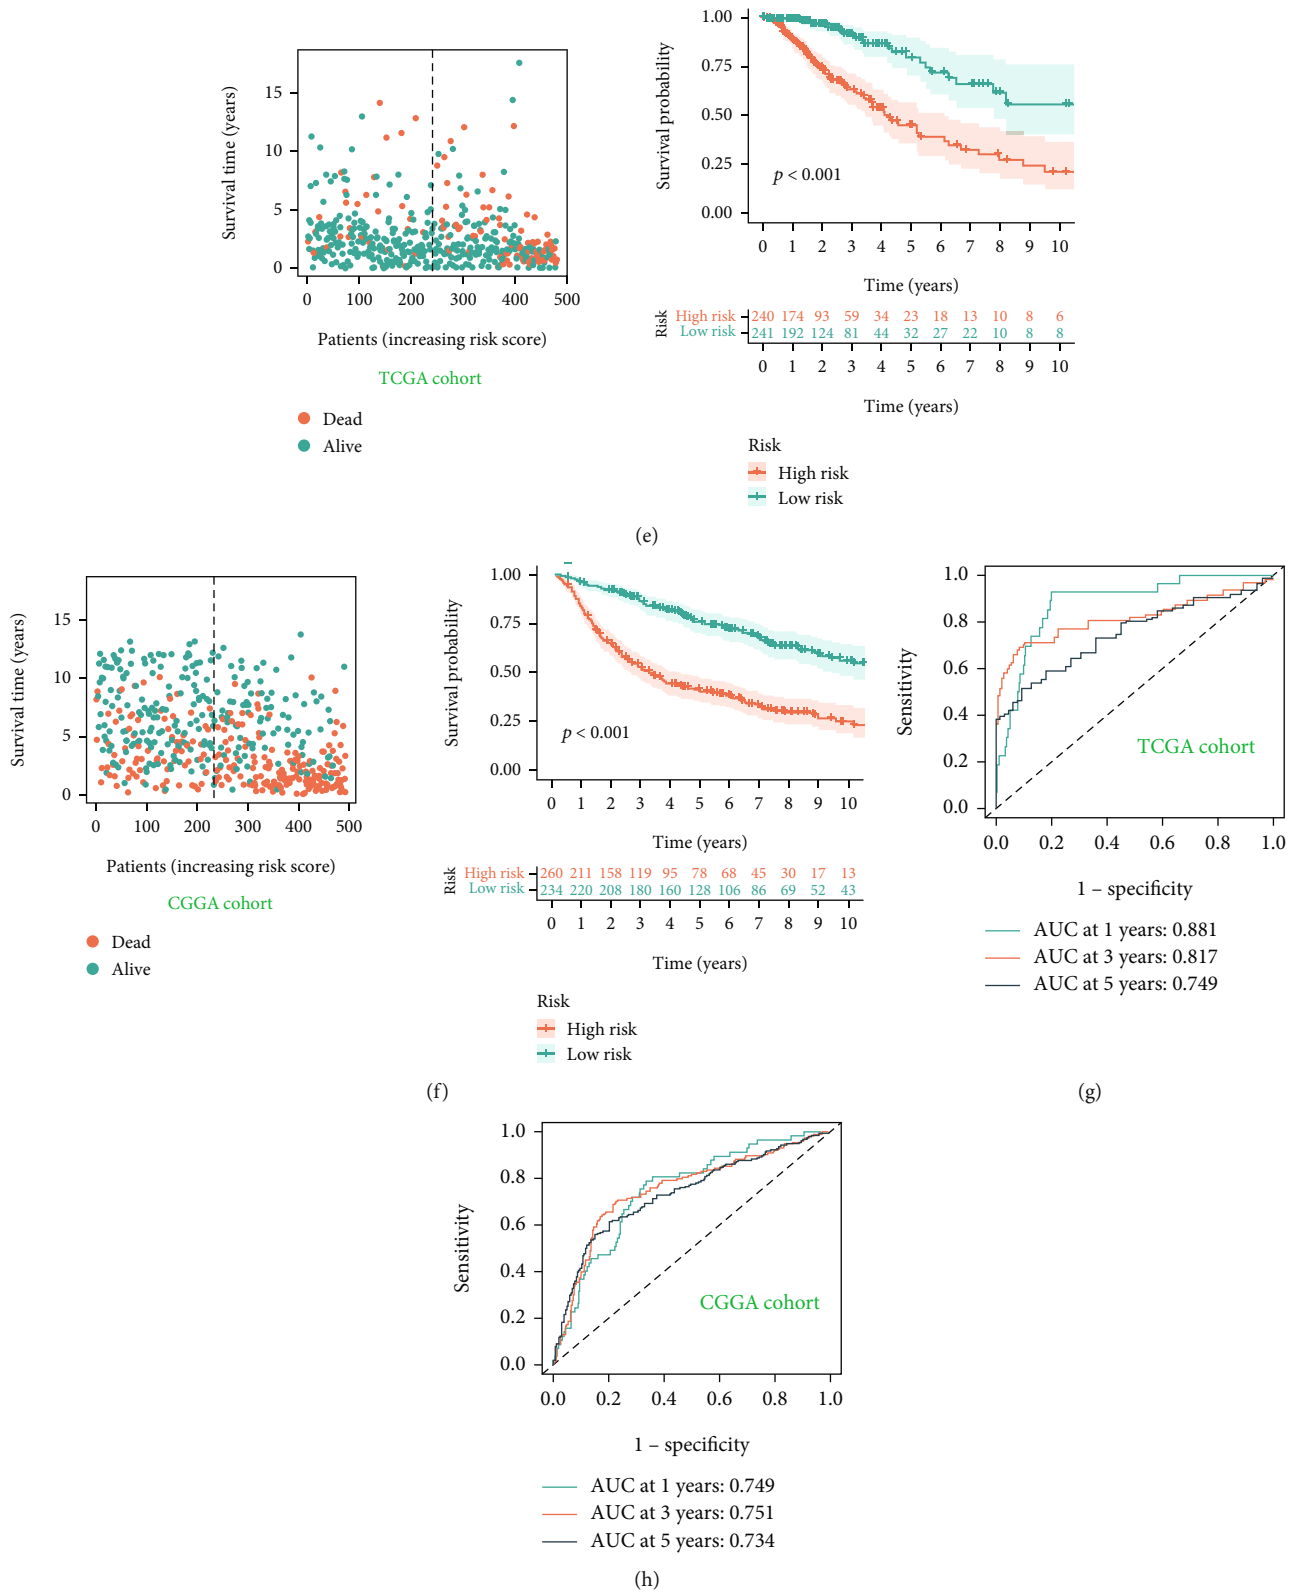 Survival time (years)
15
10
5
0
0 100 200 300 400 500
Patients (increasing risk score)
TCGA cohort
Dead
Alive
Survival probability
1.00
0.75
0.50
0.25
0.00
p < 0.001
0 1 2 3 4 5 6 7 8 9 10
Time (years)
Risk
High risk 240 174 93 59 34 23 18 13 10 8 6
Low risk 241 192 124 81 44 32 27 22 10 8 8
0 1 2 3 4 5 6 7 8 9 10
Time (years)
Risk
High risk
Low risk
(e)
Survival time (years)
15
10
5
0
0 100 200 300 400 500
Patients (increasing risk score)
CGGA cohort
Dead
Alive
Survival probability
1.00
0.75
0.50
0.25
0.00
p < 0.001
0 1 2 3 4 5 6 7 8 9 10
Time (years)
Risk
High risk 260 211 158 119 95 78 68 45 30 17 13
Low risk 234 220 208 180 160 128 106 86 69 52 43
0 1 2 3 4 5 6 7 8 9 10
Time (years)
Risk
High risk
Low risk
(f)
Sensitivity
1.0
0.8
0.6
0.4
0.2
0.0
TCGA cohort
0.0 0.2 0.4 0.6 0.8 1.0
1 – specificity
AUC at 1 years: 0.881
AUC at 3 years: 0.817
AUC at 5 years: 0.749
(g)
Sensitivity
1.0
0.8
0.6
0.4
0.2
0.0
CGGA cohort
0.0 0.2 0.4 0.6 0.8 1.0
1 – specificity
AUC at 1 years: 0.749
AUC at 3 years: 0.751
AUC at 5 years: 0.734
(h)